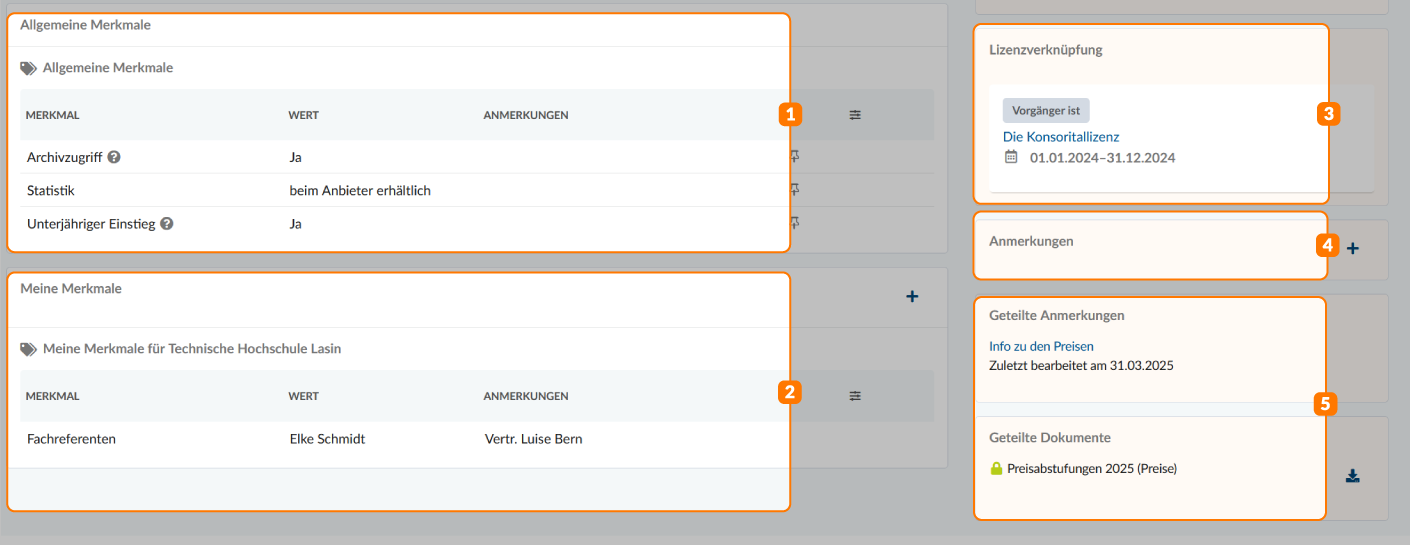 Allgemeine Merkmale
Allgemeine Merkmale
MERKMAL WERT ANMERKUNGEN
1
Archivzugriff ? Ja
Statistik beim Anbieter erhältlich
Unterjähriger Einstieg ? Ja
Meine Merkmale
Meine Merkmale für Technische Hochschule Lasin
MERKMAL WERT ANMERKUNGEN
2
Fachreferenten Elke Schmidt Vertr. Luise Bern
Lizenzverknüpfung
Vorgänger ist
3
Die Konsoritallizenz
01.01.2024–31.12.2024
Anmerkungen
4
Geteilte Anmerkungen
Info zu den Preisen
Zuletzt bearbeitet am 31.03.2025
5
Geteilte Dokumente
Preisabstufungen 2025 (Preise)